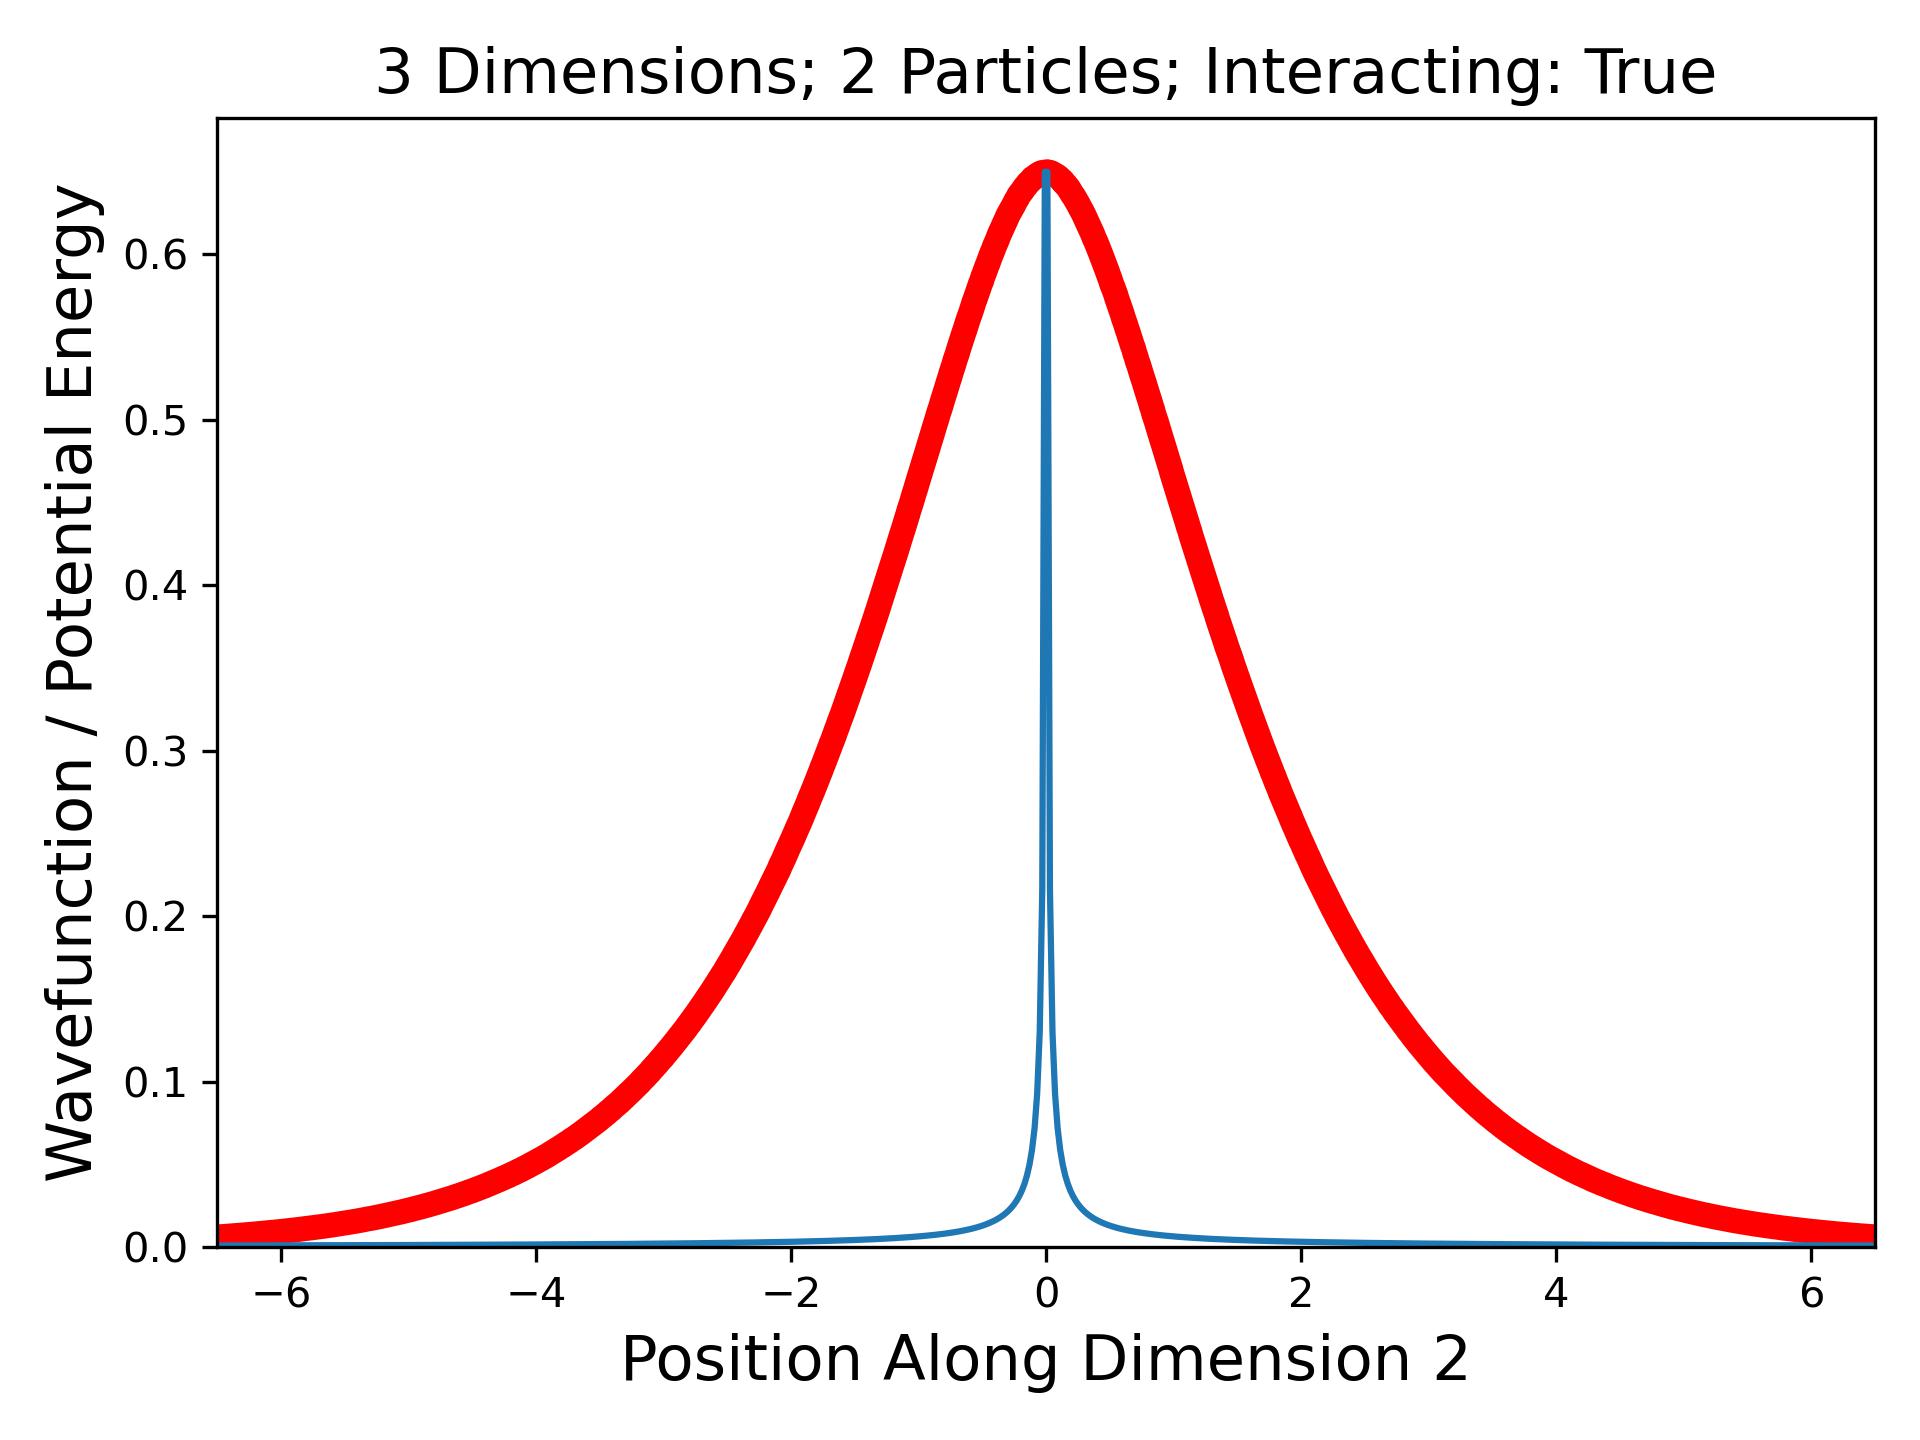 3 Dimensions; 2 Particles; Interacting: True
Wavefunction / Potential Energy
0.6
0.5
0.4
0.3
0.2
0.1
0.0
−6 −4 −2 0 2 4 6
Position Along Dimension 2